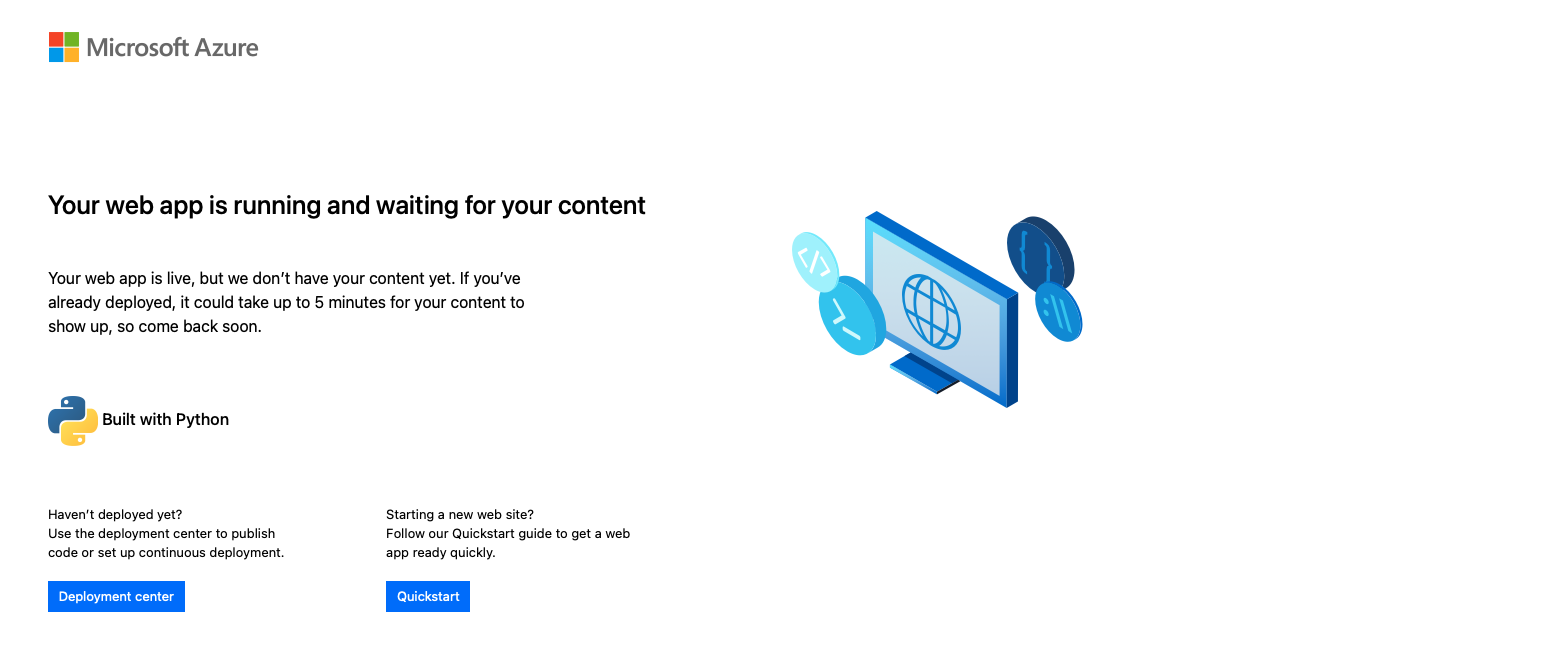 Microsoft Azure
Your web app is running and waiting for your content
Your web app is live, but we don’t have your content yet. If you’ve
already deployed, it could take up to 5 minutes for your content to
show up, so come back soon.
Built with Python
Haven’t deployed yet?
Use the deployment center to publish
code or set up continuous deployment.
Deployment center
Starting a new web site?
Follow our Quickstart guide to get a web
app ready quickly.
Quickstart